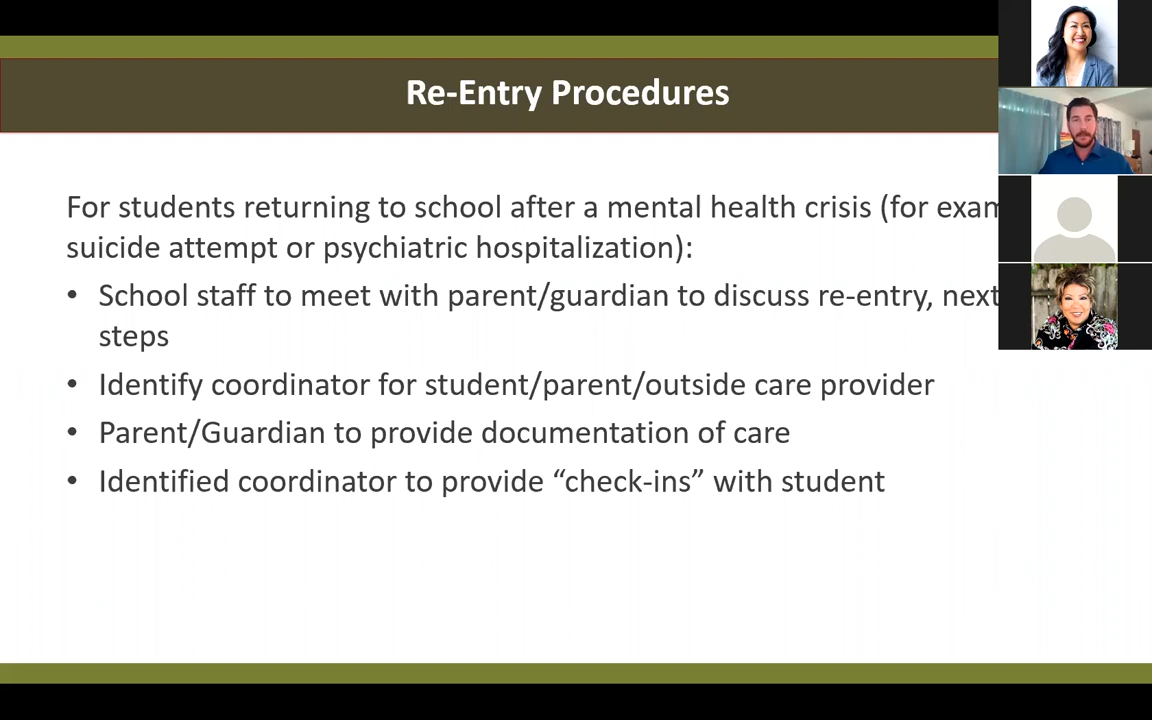 Re-Entry Procedures
For students returning to school after a mental health crisis (for exam
suicide attempt or psychiatric hospitalization):
• School staff to meet with parent/guardian to discuss re-entry, next
steps
• Identify coordinator for student/parent/outside care provider
• Parent/Guardian to provide documentation of care
• Identified coordinator to provide “check-ins” with student